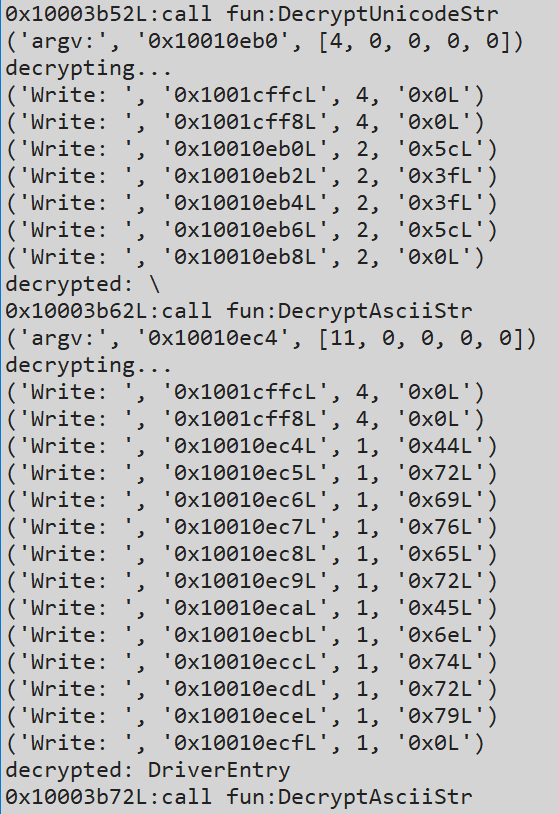 0x10003b52L:call fun:DecryptUnicodeStr
('argv:', '0x10010eb0', [4, 0, 0, 0, 0])
decrypting...
('Write: ', '0x1001cffcL', 4, '0x0L')
('Write: ', '0x1001cff8L', 4, '0x0L')
('Write: ', '0x10010eb0L', 2, '0x5cL')
('Write: ', '0x10010eb2L', 2, '0x3fL')
('Write: ', '0x10010eb4L', 2, '0x3fL')
('Write: ', '0x10010eb6L', 2, '0x5cL')
('Write: ', '0x10010eb8L', 2, '0x0L')
decrypted: \
0x10003b62L:call fun:DecryptAsciiStr
('argv:', '0x10010ec4', [11, 0, 0, 0, 0])
decrypting...
('Write: ', '0x1001cffcL', 4, '0x0L')
('Write: ', '0x1001cff8L', 4, '0x0L')
('Write: ', '0x10010ec4L', 1, '0x44L')
('Write: ', '0x10010ec5L', 1, '0x72L')
('Write: ', '0x10010ec6L', 1, '0x69L')
('Write: ', '0x10010ec7L', 1, '0x76L')
('Write: ', '0x10010ec8L', 1, '0x65L')
('Write: ', '0x10010ec9L', 1, '0x72L')
('Write: ', '0x10010ecaL', 1, '0x45L')
('Write: ', '0x10010ecbL', 1, '0x6eL')
('Write: ', '0x10010eccL', 1, '0x74L')
('Write: ', '0x10010ecdL', 1, '0x72L')
('Write: ', '0x10010eceL', 1, '0x79L')
('Write: ', '0x10010ecfL', 1, '0x0L')
decrypted: DriverEntry
0x10003b72L:call fun:DecryptAsciiStr